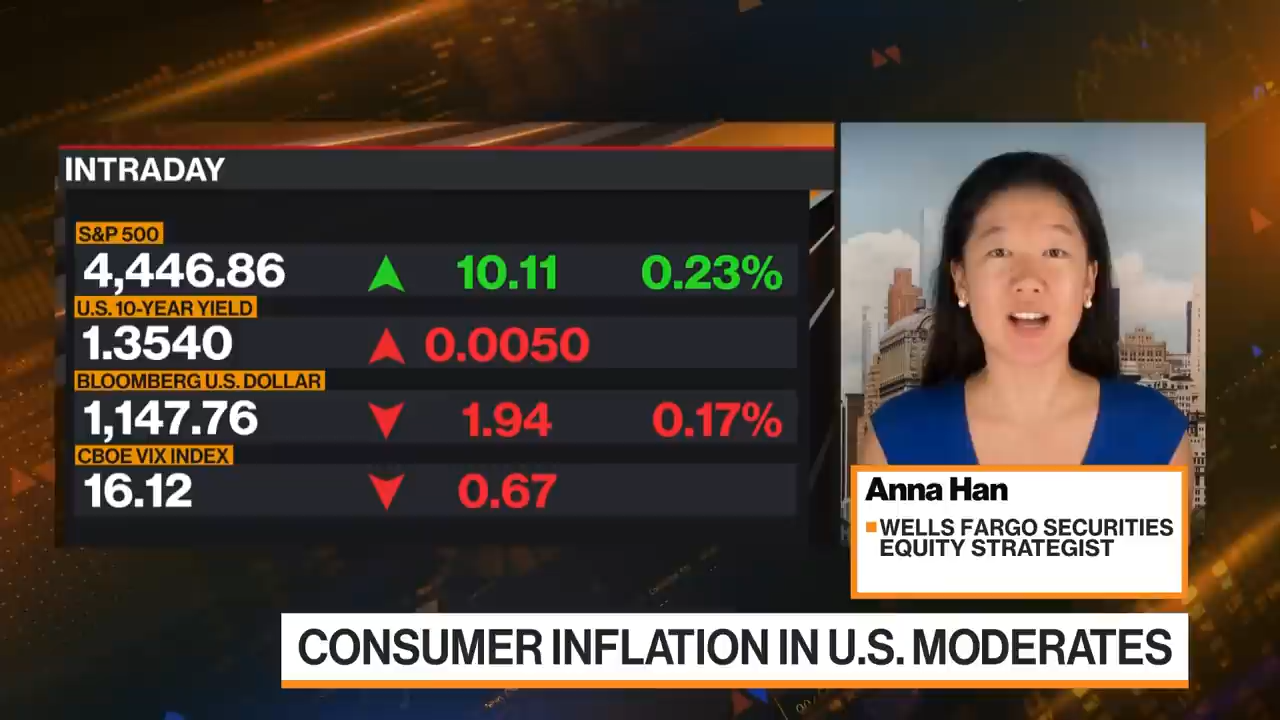 INTRADAY
S&P 500
4,446.86 ▲ 10.11 0.23%
U.S. 10-YEAR YIELD
1.3540 ▲ 0.0050
BLOOMBERG U.S. DOLLAR
1,147.76 ▼ 1.94 0.17%
CBOE VIX INDEX
16.12 ▼ 0.67
Anna Han
WELLS FARGO SECURITIES
EQUITY STRATEGIST
CONSUMER INFLATION IN U.S. MODERATES